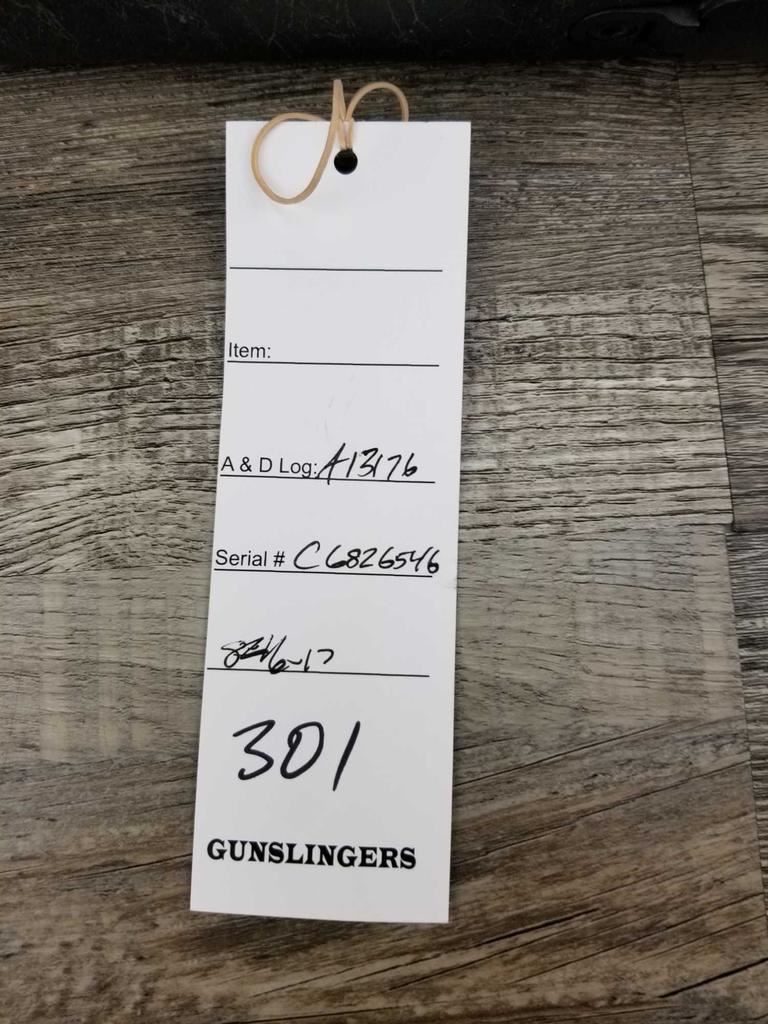 Item:
A & D Log: A13176
Serial # C6826546
301
GUNSLINGERS